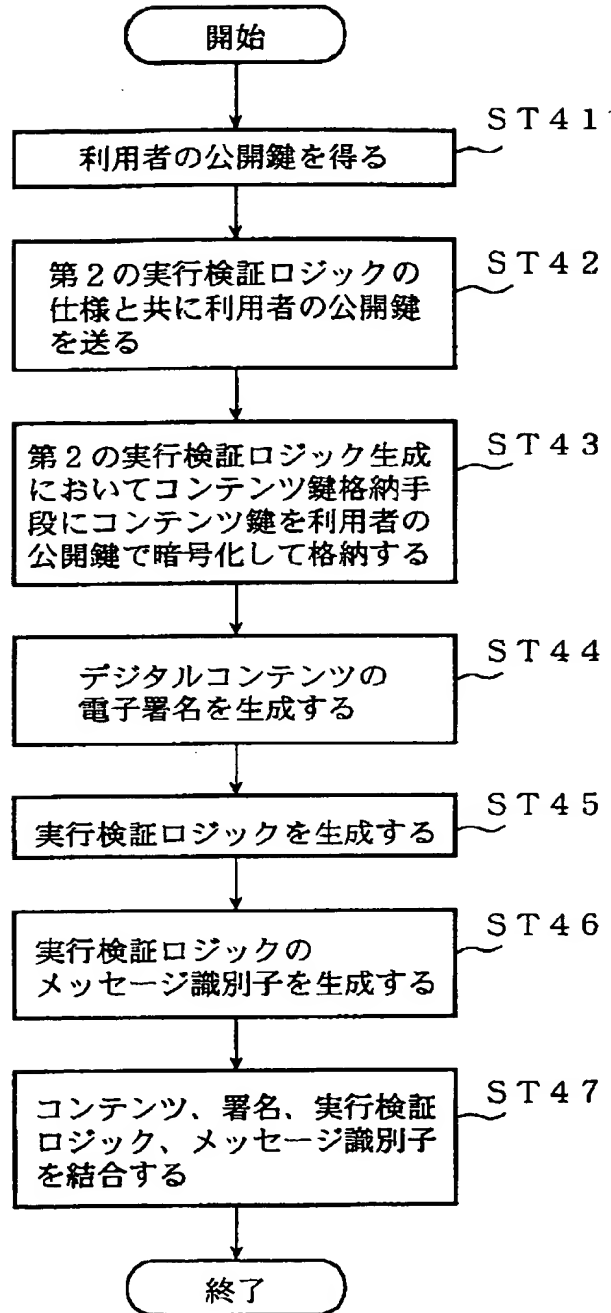 開始
ST41
利用者の公開鍵を得る
ST42
第2の実行検証ロジックの
仕様と共に利用者の公開鍵
を送る
ST43
第2の実行検証ロジック生成
においてコンテンツ鍵格納手
段にコンテンツ鍵を利用者の
公開鍵で暗号化して格納する
ST44
デジタルコンテンツの
電子署名を生成する
ST45
実行検証ロジックを生成する
ST46
実行検証ロジックの
メッセージ識別子を生成する
ST47
コンテンツ、署名、実行検証
ロジック、メッセージ識別子
を結合する
終了